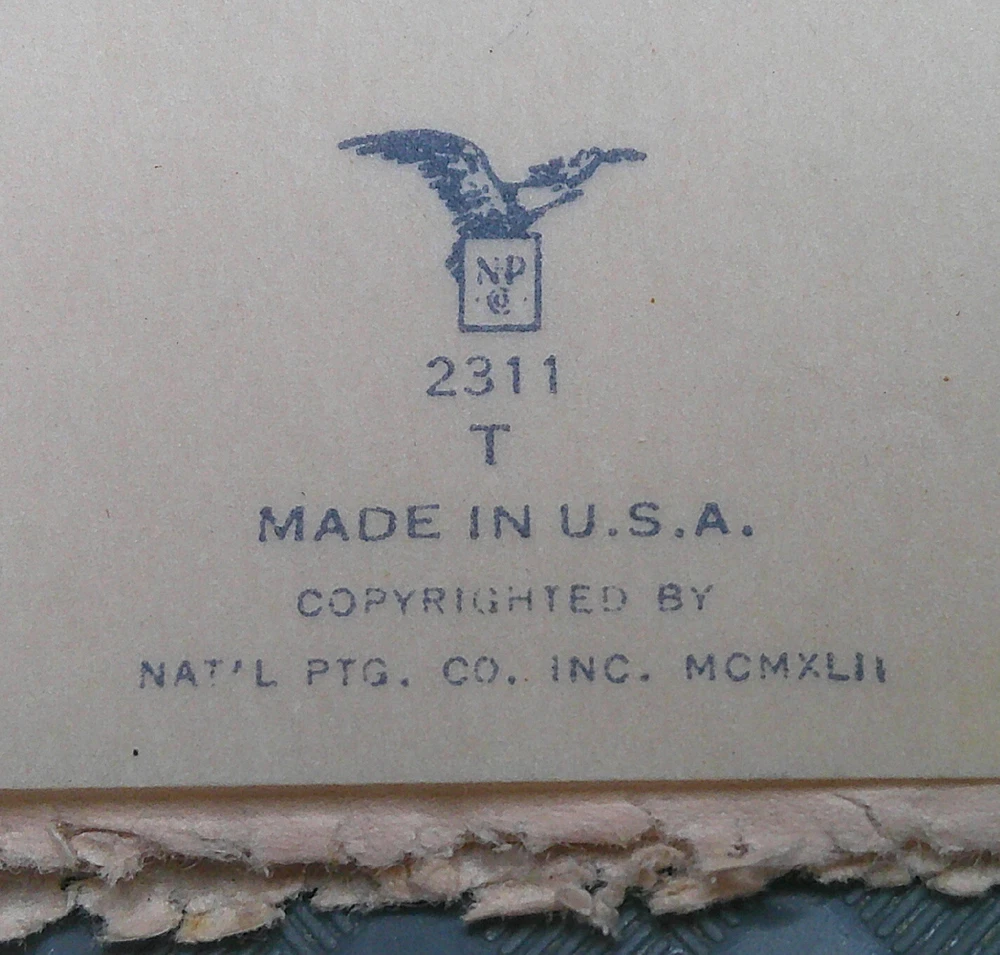 NP
©
2311
T
MADE IN U.S.A.
COPYRIGHTED BY
NAT'L PTG. CO. INC. MCMXLII